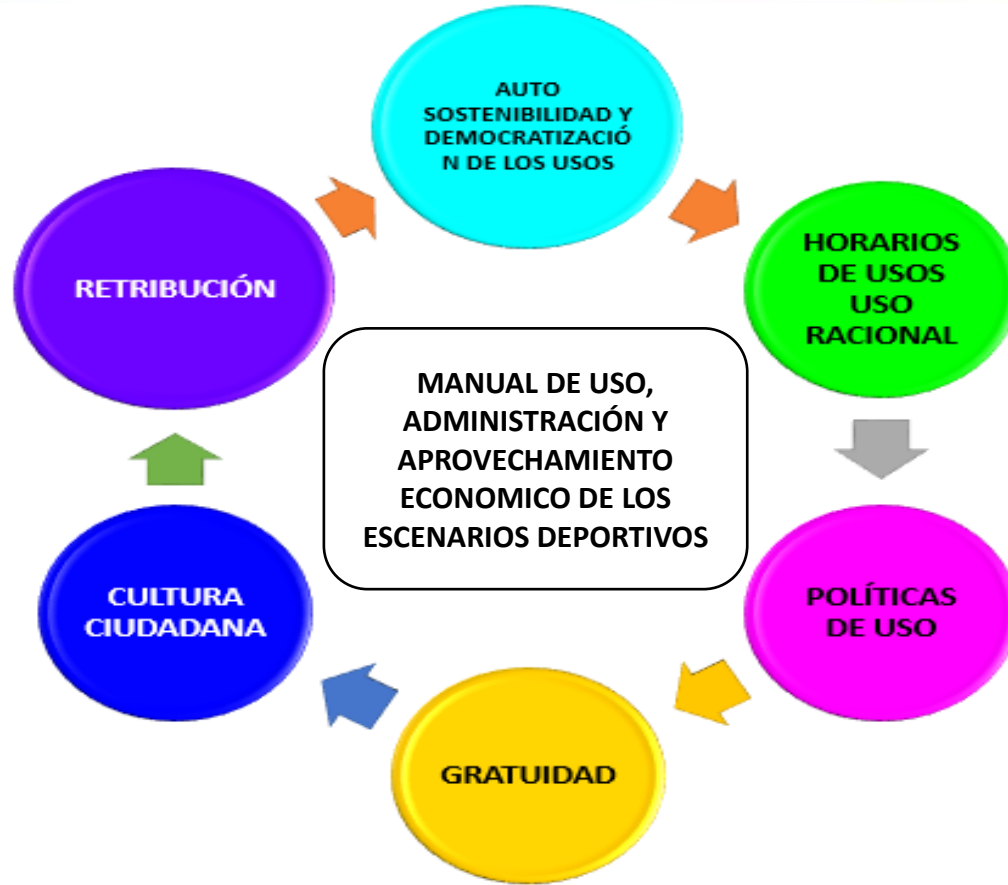 AUTO
SOSTENIBILIDAD Y
DEMOCRATIZACIÓ
N DE LOS USOS
HORARIOS
DE USOS
USO
RACIONAL
POLÍTICAS
DE USO
GRATUIDAD
CULTURA
CIUDADANA
RETRIBUCIÓN
MANUAL DE USO,
ADMINISTRACIÓN Y
APROVECHAMIENTO
ECONOMICO DE LOS
ESCENARIOS DEPORTIVOS